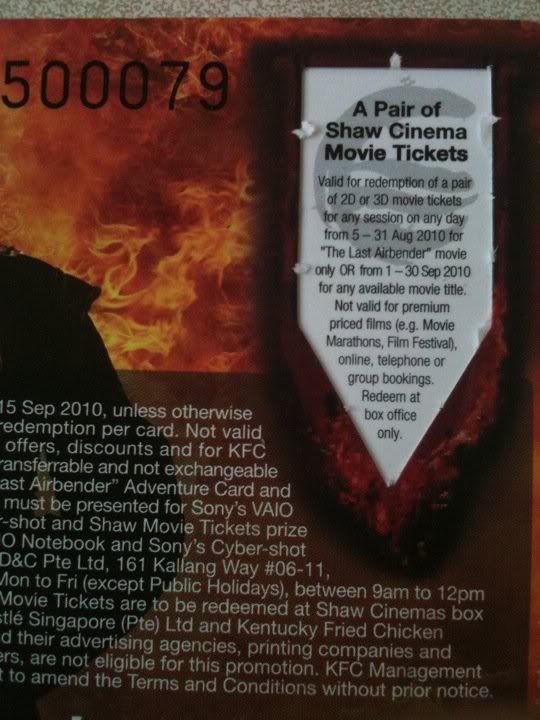 500079
A Pair of
Shaw Cinema
Movie Tickets
Valid for redemption of a pair
of 2D or 3D movie tickets
for any session on any day
from 5 – 31 Aug 2010 for
"The Last Airbender" movie
only OR from 1 – 30 Sep 2010
for any available movie title.
Not valid for premium
priced films (e.g. Movie
Marathons, Film Festival),
online, telephone or
group bookings.
Redeem at
box office
only.
15 Sep 2010, unless otherwise
redemption per card. Not valid
offers, discounts and for KFC
ransferrable and not exchangeable
ast Airbender" Adventure Card and
must be presented for Sony's VAIO
r-shot and Shaw Movie Tickets prize
IO Notebook and Sony's Cyber-shot
D&C Pte Ltd, 161 Kallang Way #06-11,
Mon to Fri (except Public Holidays), between 9am to 12pm
Movie Tickets are to be redeemed at Shaw Cinemas box
stlé Singapore (Pte) Ltd and Kentucky Fried Chicken
d their advertising agencies, printing companies and
ers, are not eligible for this promotion. KFC Management
t to amend the Terms and Conditions without prior notice.